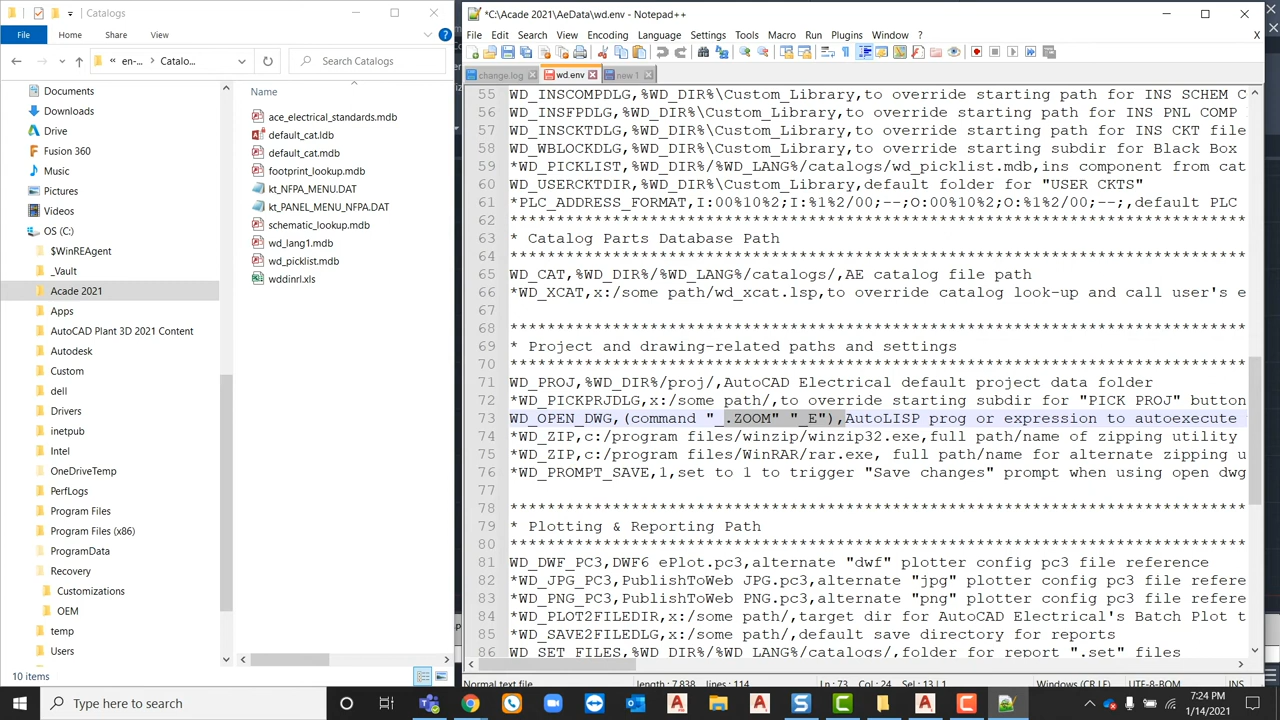 Catalogs
File Home Share View
er... Catalo... Search Catalogs
Documents
Downloads
Drive
Fusion 360
Music
Pictures
Videos
OS (C:)
$WinREAgent
_Vault
Acade 2021
Apps
AutoCAD Plant 3D 2021 Content
Autodesk
Custom
dell
Drivers
inetpub
Intel
OneDriveTemp
PerfLogs
Program Files
Program Files (x86)
ProgramData
Recovery
Customizations
OEM
temp
Users
Name
ace_electrical_standards.mdb
default_cat.ldb
default_cat.mdb
footprint_lookup.mdb
kt_NFPA_MENU.DAT
kt_PANEL_MENU_NFPA.DAT
schematic_lookup.mdb
wd_lang1.mdb
wd_picklist.mdb
wddinrl.xls
10 items
*C:\Acade 2021\AeData\wd.env - Notepad++
File Edit Search View Encoding Language Settings Tools Macro Run Plugins Window ? X
change.log wd.env new 1
55 WD_INSCOMPDLG,%WD_DIR%\Custom_Library,to override starting path for INS SCHEM C
56 WD_INSFPDLG,%WD_DIR%\Custom_Library,to override starting path for INS PNL COMP
57 WD_INSCKTDLG,%WD_DIR%\Custom_Library,to override starting path for INS CKT file
58 WD_WBLOCKDLG,%WD_DIR%\Custom_Library,to override starting subdir for Black Box
59 *WD_PICKLIST,%WD_DIR%/%WD_LANG%/catalogs/wd_picklist.mdb,ins component from cat
60 WD_USERCKTDIR,%WD_DIR%\Custom_Library,default folder for "USER CKTS"
61 *PLC_ADDRESS_FORMAT,I:00%10%2;I:%1%2/00;--;O:00%10%2;O:%1%2/00;--;,default PLC
62 *******************************************************************************
63 * Catalog Parts Database Path
64 *******************************************************************************
65 WD_CAT,%WD_DIR%/%WD_LANG%/catalogs/,AE catalog file path
66 *WD_XCAT,x:/some path/wd_xcat.lsp,to override catalog look-up and call user's e
67
68 *******************************************************************************
69 * Project and drawing-related paths and settings
70 *******************************************************************************
71 WD_PROJ,%WD_DIR%/proj/,AutoCAD Electrical default project data folder
72 *WD_PICKPRJDLG,x:/some path/,to override starting subdir for "PICK PROJ" button
73 WD_OPEN_DWG,(command "_.ZOOM" "_E"),AutoLISP prog or expression to autoexecute
74 *WD_ZIP,c:/program files/winzip/winzip32.exe,full path/name of zipping utility
75 *WD_ZIP,c:/program files/WinRAR/rar.exe, full path/name for alternate zipping u
76 *WD_PROMPT_SAVE,1,set to 1 to trigger "Save changes" prompt when using open dwg
77
78 *******************************************************************************
79 * Plotting & Reporting Path
80 *******************************************************************************
81 WD_DWF_PC3,DWF6 ePlot.pc3,alternate "dwf" plotter config pc3 file reference
82 *WD_JPG_PC3,PublishToWeb JPG.pc3,alternate "jpg" plotter config pc3 file refere
83 *WD_PNG_PC3,PublishToWeb PNG.pc3,alternate "png" plotter config pc3 file refere
84 *WD_PLOT2FILEDIR,x:/some path/,target dir for AutoCAD Electrical's Batch Plot t
85 *WD_SAVE2FILEDLG,x:/some path/,default save directory for reports
86 WD_SET_FILES,%WD_DIR%/%WD_LANG%/catalogs/,folder for report ".set" files
Normal text file length : 7,838 lines : 114 Ln : 73 Col : 24 Sel : 13 | 1 Windows (CR LF) UTF-8-BOM INS
Type here to search
7:24 PM
1/14/2021